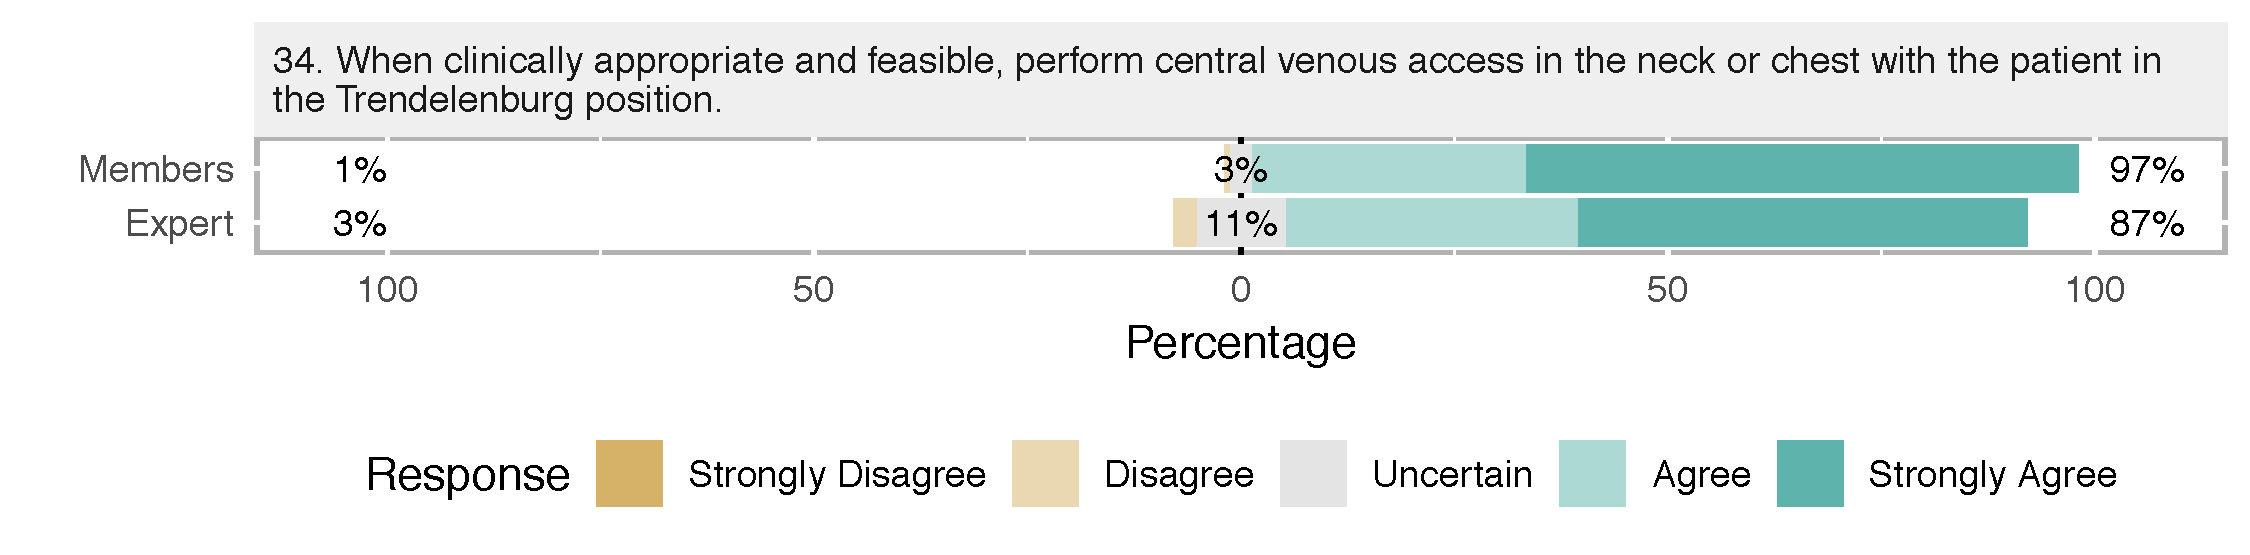 34. When clinically appropriate and feasible, perform central venous access in the neck or chest with the patient in
the Trendelenburg position.
Members 1% 3% 97%
Expert 3% 11% 87%
100 50 0 50 100
Percentage
Response Strongly Disagree Disagree Uncertain Agree Strongly Agree